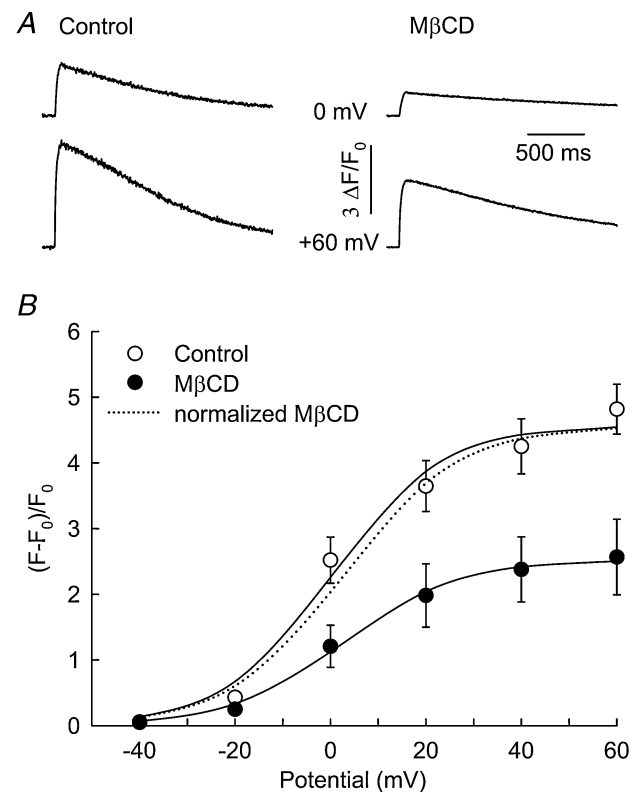 A Control MβCD
0 mV
500 ms
3 ΔF/F₀
+60 mV
B
6
Control
MβCD
normalized MβCD
5
4
3
2
1
0
(F-F₀)/F₀
-40 -20 0 20 40 60
Potential (mV)